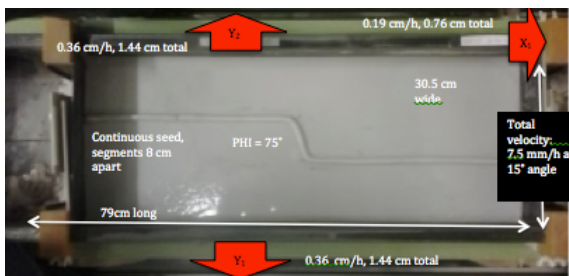 0.19 cm/h, 0.76 cm total
Y2
X1
0.36 cm/h, 1.44 cm total
30.5 cm
wide
Continuous seed,
segments 8 cm
apart
PHI = 75°
Total
velocity:
7.5 mm/h a
15° angle
79cm long
Y1
0.36 cm/h, 1.44 cm total